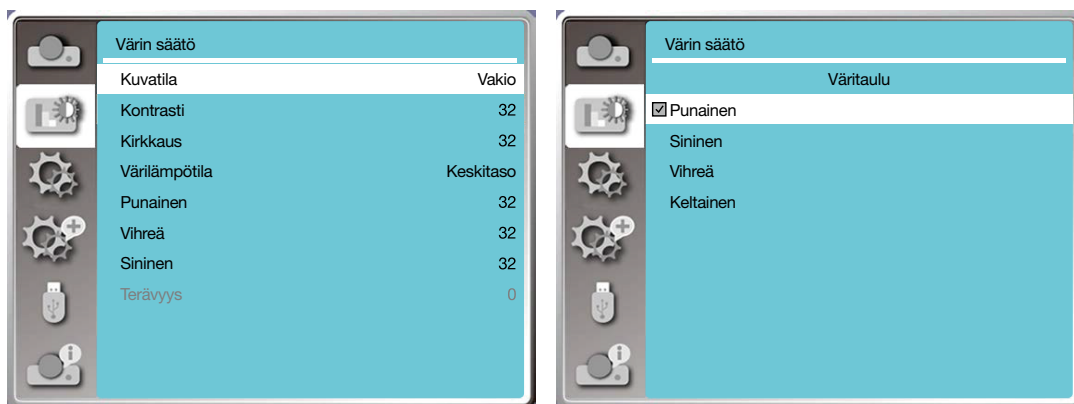 Värin säätö
Kuvatila Vakio
Kontrasti 32
Kirkkaus 32
Värilämpötila Keskitaso
Punainen 32
Vihreä 32
Sininen 32
Terävyys 0
Värin säätö
Väritaulu
Punainen
Sininen
Vihreä
Keltainen